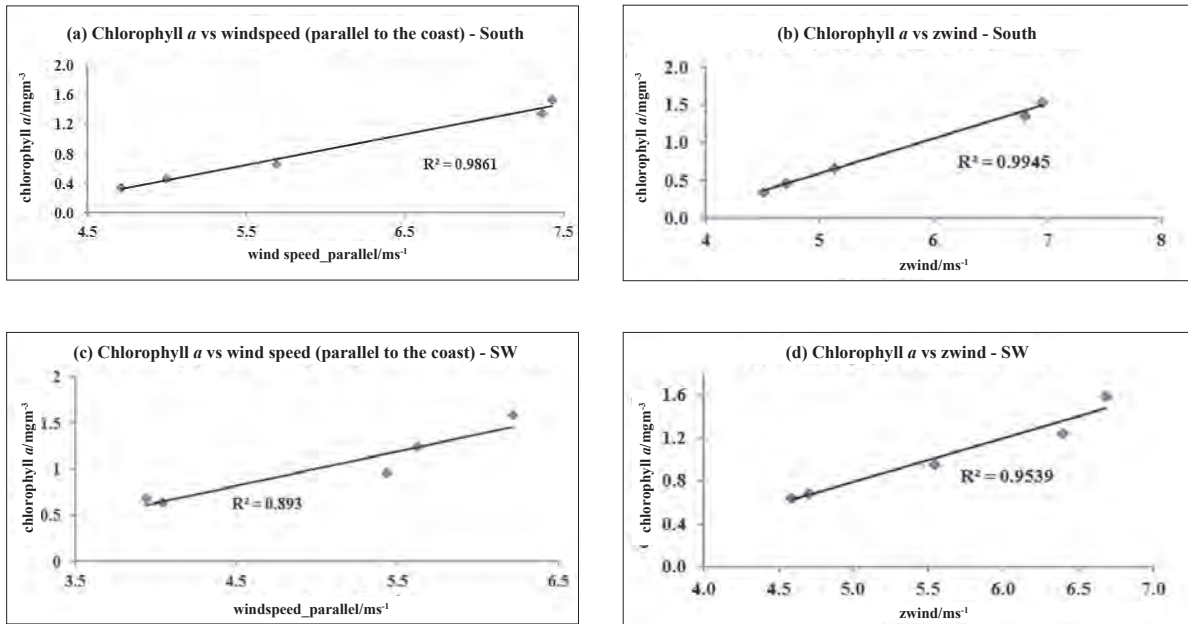 (a) Chlorophyll a vs windspeed (parallel to the coast) - South
chlorophyll a/mgm⁻³
2.0
1.6
1.2
0.8
0.4
0.0
R² = 0.9861
4.5 5.5 6.5 7.5
wind speed_parallel/ms⁻¹
(b) Chlorophyll a vs zwind - South
chlorophyll a/mgm⁻³
2.0
1.5
1.0
0.5
0.0
R² = 0.9945
4 5 6 7 8
zwind/ms⁻¹
(c) Chlorophyll a vs wind speed (parallel to the coast) - SW
chlorophyll a/mgm⁻³
2
1.5
1
0.5
0
R² = 0.893
3.5 4.5 5.5 6.5
windspeed_parallel/ms⁻¹
(d) Chlorophyll a vs zwind - SW
chlorophyll a/mgm⁻³
1.6
1.2
0.8
0.4
0.0
R² = 0.9539
4.0 4.5 5.0 5.5 6.0 6.5 7.0
zwind/ms⁻¹